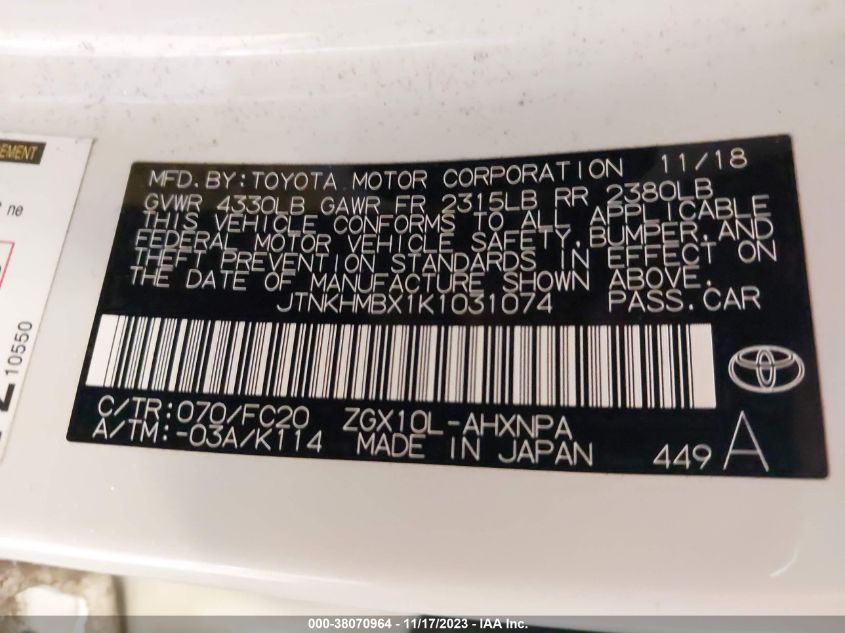 EMENT
ne
10550
MFD.BY:TOYOTA MOTOR CORPORATION 11/18
GVWR 4330LB GAWR FR 2315LB RR 2380LB
THIS VEHICLE CONFORMS TO ALL APPLICABLE
FEDERAL MOTOR VEHICLE SAFETY,BUMPER,AND
THEFT PREVENTION STANDARDS IN EFFECT ON
THE DATE OF MANUFACTURE SHOWN ABOVE.
JTNKHMBX1K1031074 PASS.CAR
C/TR:070/FC20 ZGX10L-AHXNPA
A/TM:-03A/K114 MADE IN JAPAN 449 A
000-38070964 - 11/17/2023 - IAA Inc.